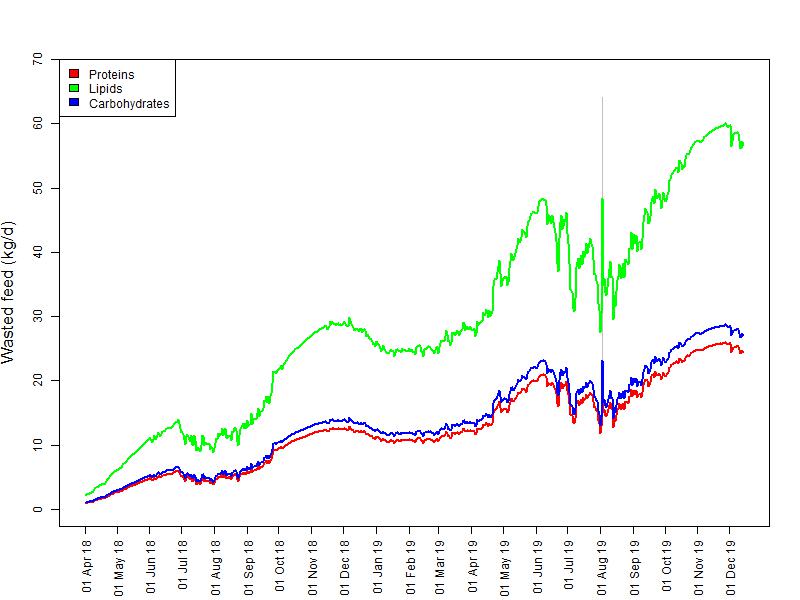 Proteins
Lipids
Carbohydrates
Wasted feed (kg/d)
70
60
50
40
30
20
10
0
01 Apr 18
01 May 18
01 Jun 18
01 Jul 18
01 Aug 18
01 Sep 18
01 Oct 18
01 Nov 18
01 Dec 18
01 Jan 19
01 Feb 19
01 Mar 19
01 Apr 19
01 May 19
01 Jun 19
01 Jul 19
01 Aug 19
01 Sep 19
01 Oct 19
01 Nov 19
01 Dec 19